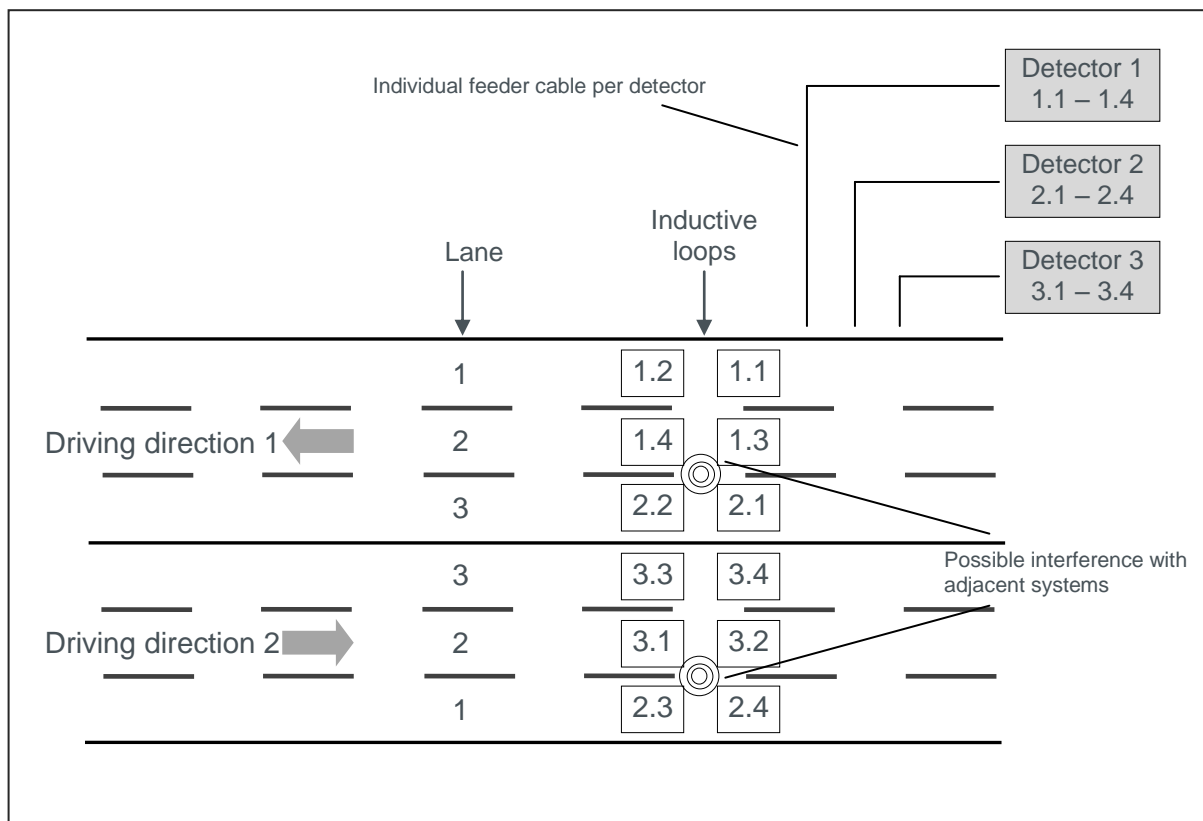 Individual feeder cable per detector
Detector 1
1.1 – 1.4
Detector 2
2.1 – 2.4
Detector 3
3.1 – 3.4
Lane
Inductive
loops
1
1.2
1.1
Driving direction 1
2
1.4
1.3
3
2.2
2.1
3
3.3
3.4
Possible interference with
adjacent systems
Driving direction 2
2
3.1
3.2
1
2.3
2.4